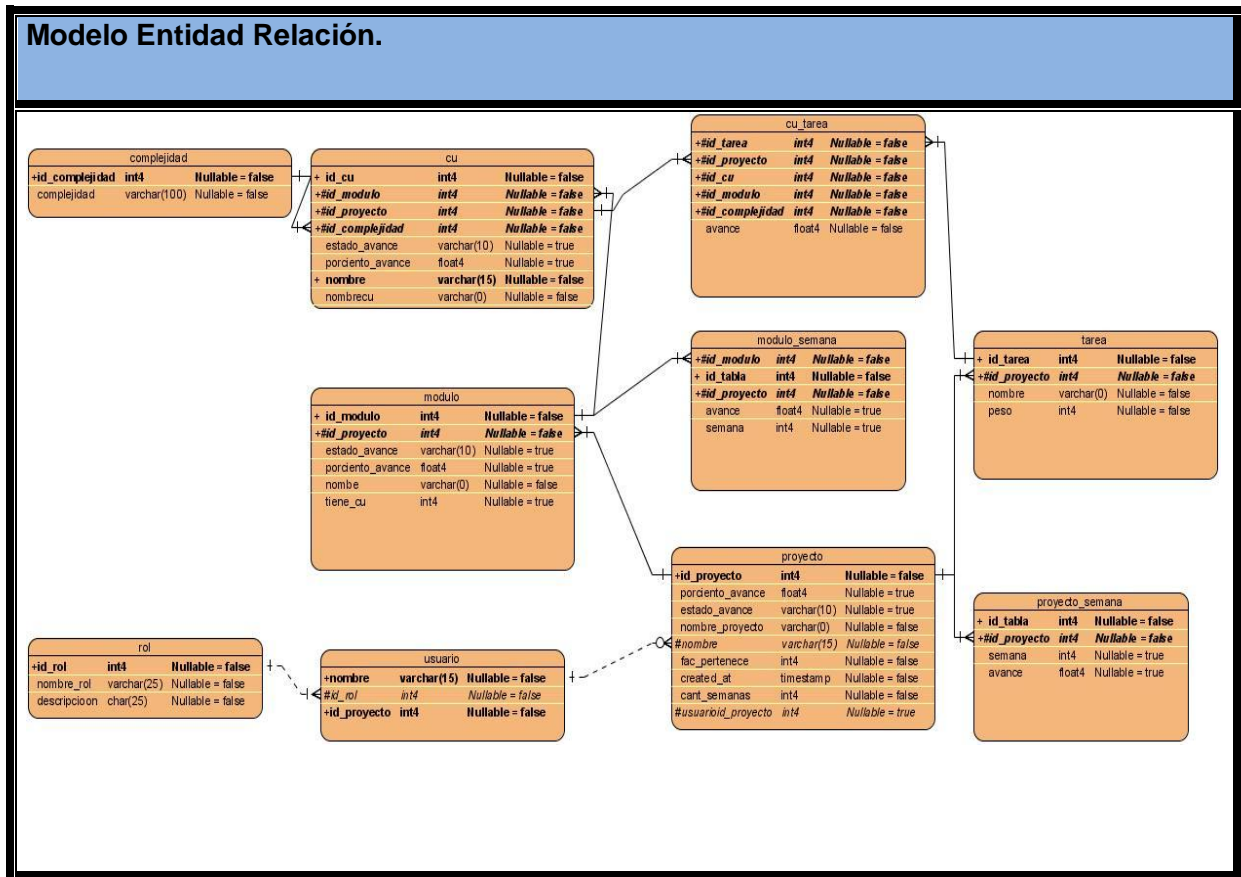 Modelo Entidad Relación.
complejidad
+id_complejidad int4 Nullable = false
complejidad varchar(100) Nullable = false
cu
+ id_cu int4 Nullable = false
+#id_modulo int4 Nullable = false
+#id_proyecto int4 Nullable = false
+#id_complejidad int4 Nullable = false
estado_avance varchar(10) Nullable = true
porciento_avance float4 Nullable = true
+ nombre varchar(15) Nullable = false
nombrecu varchar(0) Nullable = false
cu_tarea
+#id_tarea int4 Nullable = false
+#id_proyecto int4 Nullable = false
+#id_cu int4 Nullable = false
+#id_modulo int4 Nullable = false
+#id_complejidad int4 Nullable = false
avance float4 Nullable = false
modulo_semana
+#id_modulo int4 Nullable = false
+ id_tabla int4 Nullable = false
+#id_proyecto int4 Nullable = false
avance float4 Nullable = true
semana int4 Nullable = true
tarea
+ id_tarea int4 Nullable = false
+#id_proyecto int4 Nullable = false
nombre varchar(0) Nullable = false
peso int4 Nullable = false
modulo
+ id_modulo int4 Nullable = false
+#id_proyecto int4 Nullable = false
estado_avance varchar(10) Nullable = true
porciento_avance float4 Nullable = true
nombe varchar(0) Nullable = false
tiene_cu int4 Nullable = true
proyecto
+id_proyecto int4 Nullable = false
porciento_avance float4 Nullable = true
estado_avance varchar(10) Nullable = true
nombre_proyecto varchar(0) Nullable = false
#nombre varchar(15) Nullable = false
fac_pertenece int4 Nullable = false
created_at timestamp Nullable = false
cant_semanas int4 Nullable = false
#usuarioid_proyecto int4 Nullable = true
proyecto_semana
+ id_tabla int4 Nullable = false
+#id_proyecto int4 Nullable = false
semana int4 Nullable = true
avance float4 Nullable = true
rol
+id_rol int4 Nullable = false
nombre_rol varchar(25) Nullable = false
descripcioon char(25) Nullable = false
usuario
+nombre varchar(15) Nullable = false
#id_rol int4 Nullable = false
+id_proyecto int4 Nullable = false